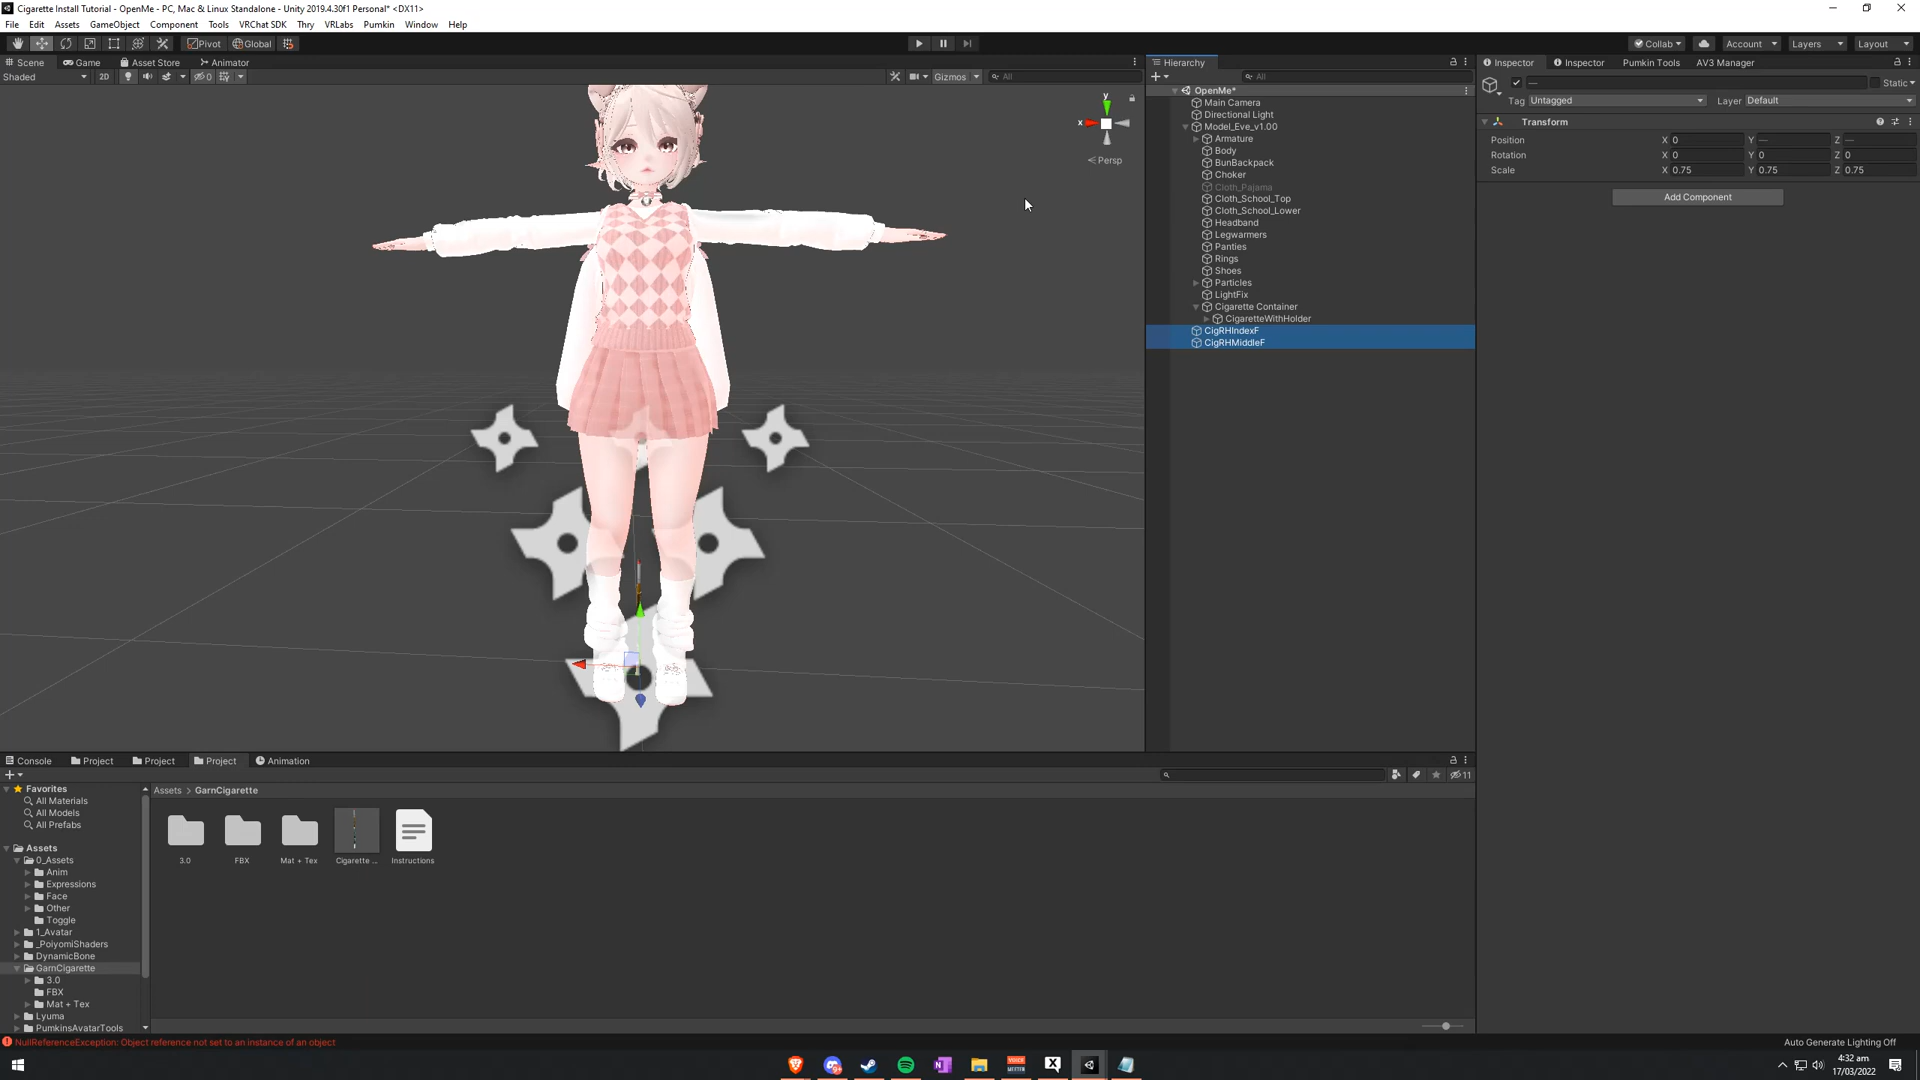 Cigarette Install Tutorial - OpenMe - PC, Mac & Linux Standalone - Unity 2019.4.30f1 Personal* <DX11>
File Edit Assets GameObject Component Tools VRChat SDK Thry VRLabs Pumkin Window Help
Pivot Global Collab Account Layers Layout
Scene Game Asset Store Animator
Shaded 2D 0 Gizmos All
y
x
Persp
Hierarchy
All
OpenMe*
Main Camera
Directional Light
Model_Eve_v1.00
Armature
Body
BunBackpack
Choker
Cloth_Pajama
Cloth_School_Top
Cloth_School_Lower
Headband
Legwarmers
Panties
Rings
Shoes
Particles
LightFix
Cigarette Container
CigaretteWithHolder
CigRHIndexF
CigRHMiddleF
Inspector Inspector Pumkin Tools AV3 Manager
— Static
Tag Untagged Layer Default
Transform
Position X 0 Y — Z —
Rotation X 0 Y 0 Z 0
Scale X 0.75 Y 0.75 Z 0.75
Add Component
Console Project Project Project Animation
11
Favorites
All Materials
All Models
All Prefabs
Assets
0_Assets
Anim
Expressions
Face
Other
Toggle
1_Avatar
_PoiyomiShaders
DynamicBone
GarnCigarette
3.0
FBX
Mat + Tex
Lyuma
PumkinsAvatarTools
Assets > GarnCigarette
3.0 FBX Mat + Tex Cigarette ... Instructions
NullReferenceException: Object reference not set to an instance of an object
Auto Generate Lighting Off
4:32 am
17/03/2022